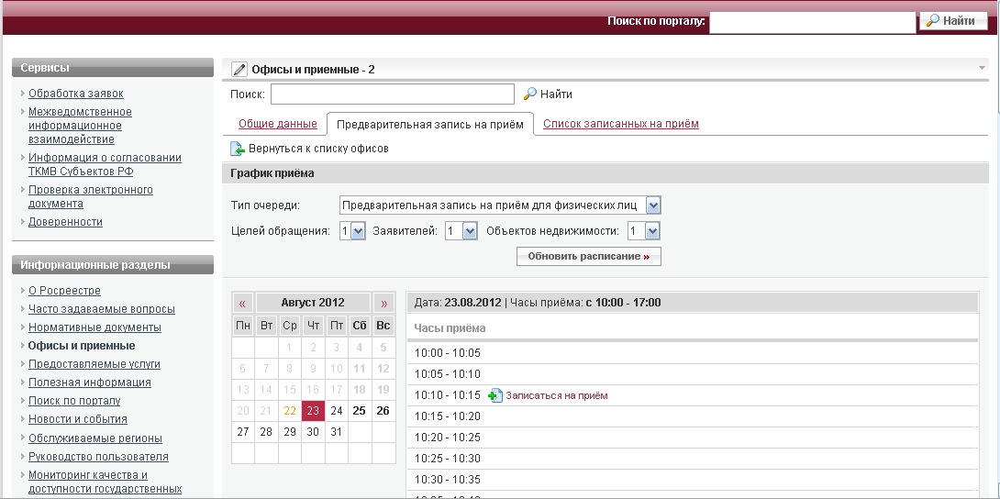 Поиск по порталу: Найти
Сервисы
Обработка заявок
Межведомственное
информационное
взаимодействие
Информация о согласовании
ТКМВ Субъектов РФ
Проверка электронного
документа
Доверенности
Информационные разделы
О Росреестре
Часто задаваемые вопросы
Нормативные документы
Офисы и приемные
Предоставляемые услуги
Полезная информация
Поиск по порталу
Новости и события
Обслуживаемые регионы
Руководство пользователя
Мониторинг качества и
доступности государственных
Офисы и приемные - 2
Поиск: Найти
Общие данные Предварительная запись на приём Список записанных на приём
Вернуться к списку офисов
График приёма
Тип очереди: Предварительная запись на приём для физических лиц
Целей обращения: 1 Заявителей: 1 Объектов недвижимости: 1
Обновить расписание »
« Август 2012 »
Пн Вт Ср Чт Пт Сб Вс
1 2 3 4 5
6 7 8 9 10 11 12
13 14 15 16 17 18 19
20 21 22 23 24 25 26
27 28 29 30 31
Дата: 23.08.2012 | Часы приёма: с 10:00 - 17:00
Часы приёма
10:00 - 10:05
10:05 - 10:10
10:10 - 10:15 Записаться на приём
10:15 - 10:20
10:20 - 10:25
10:25 - 10:30
10:30 - 10:35